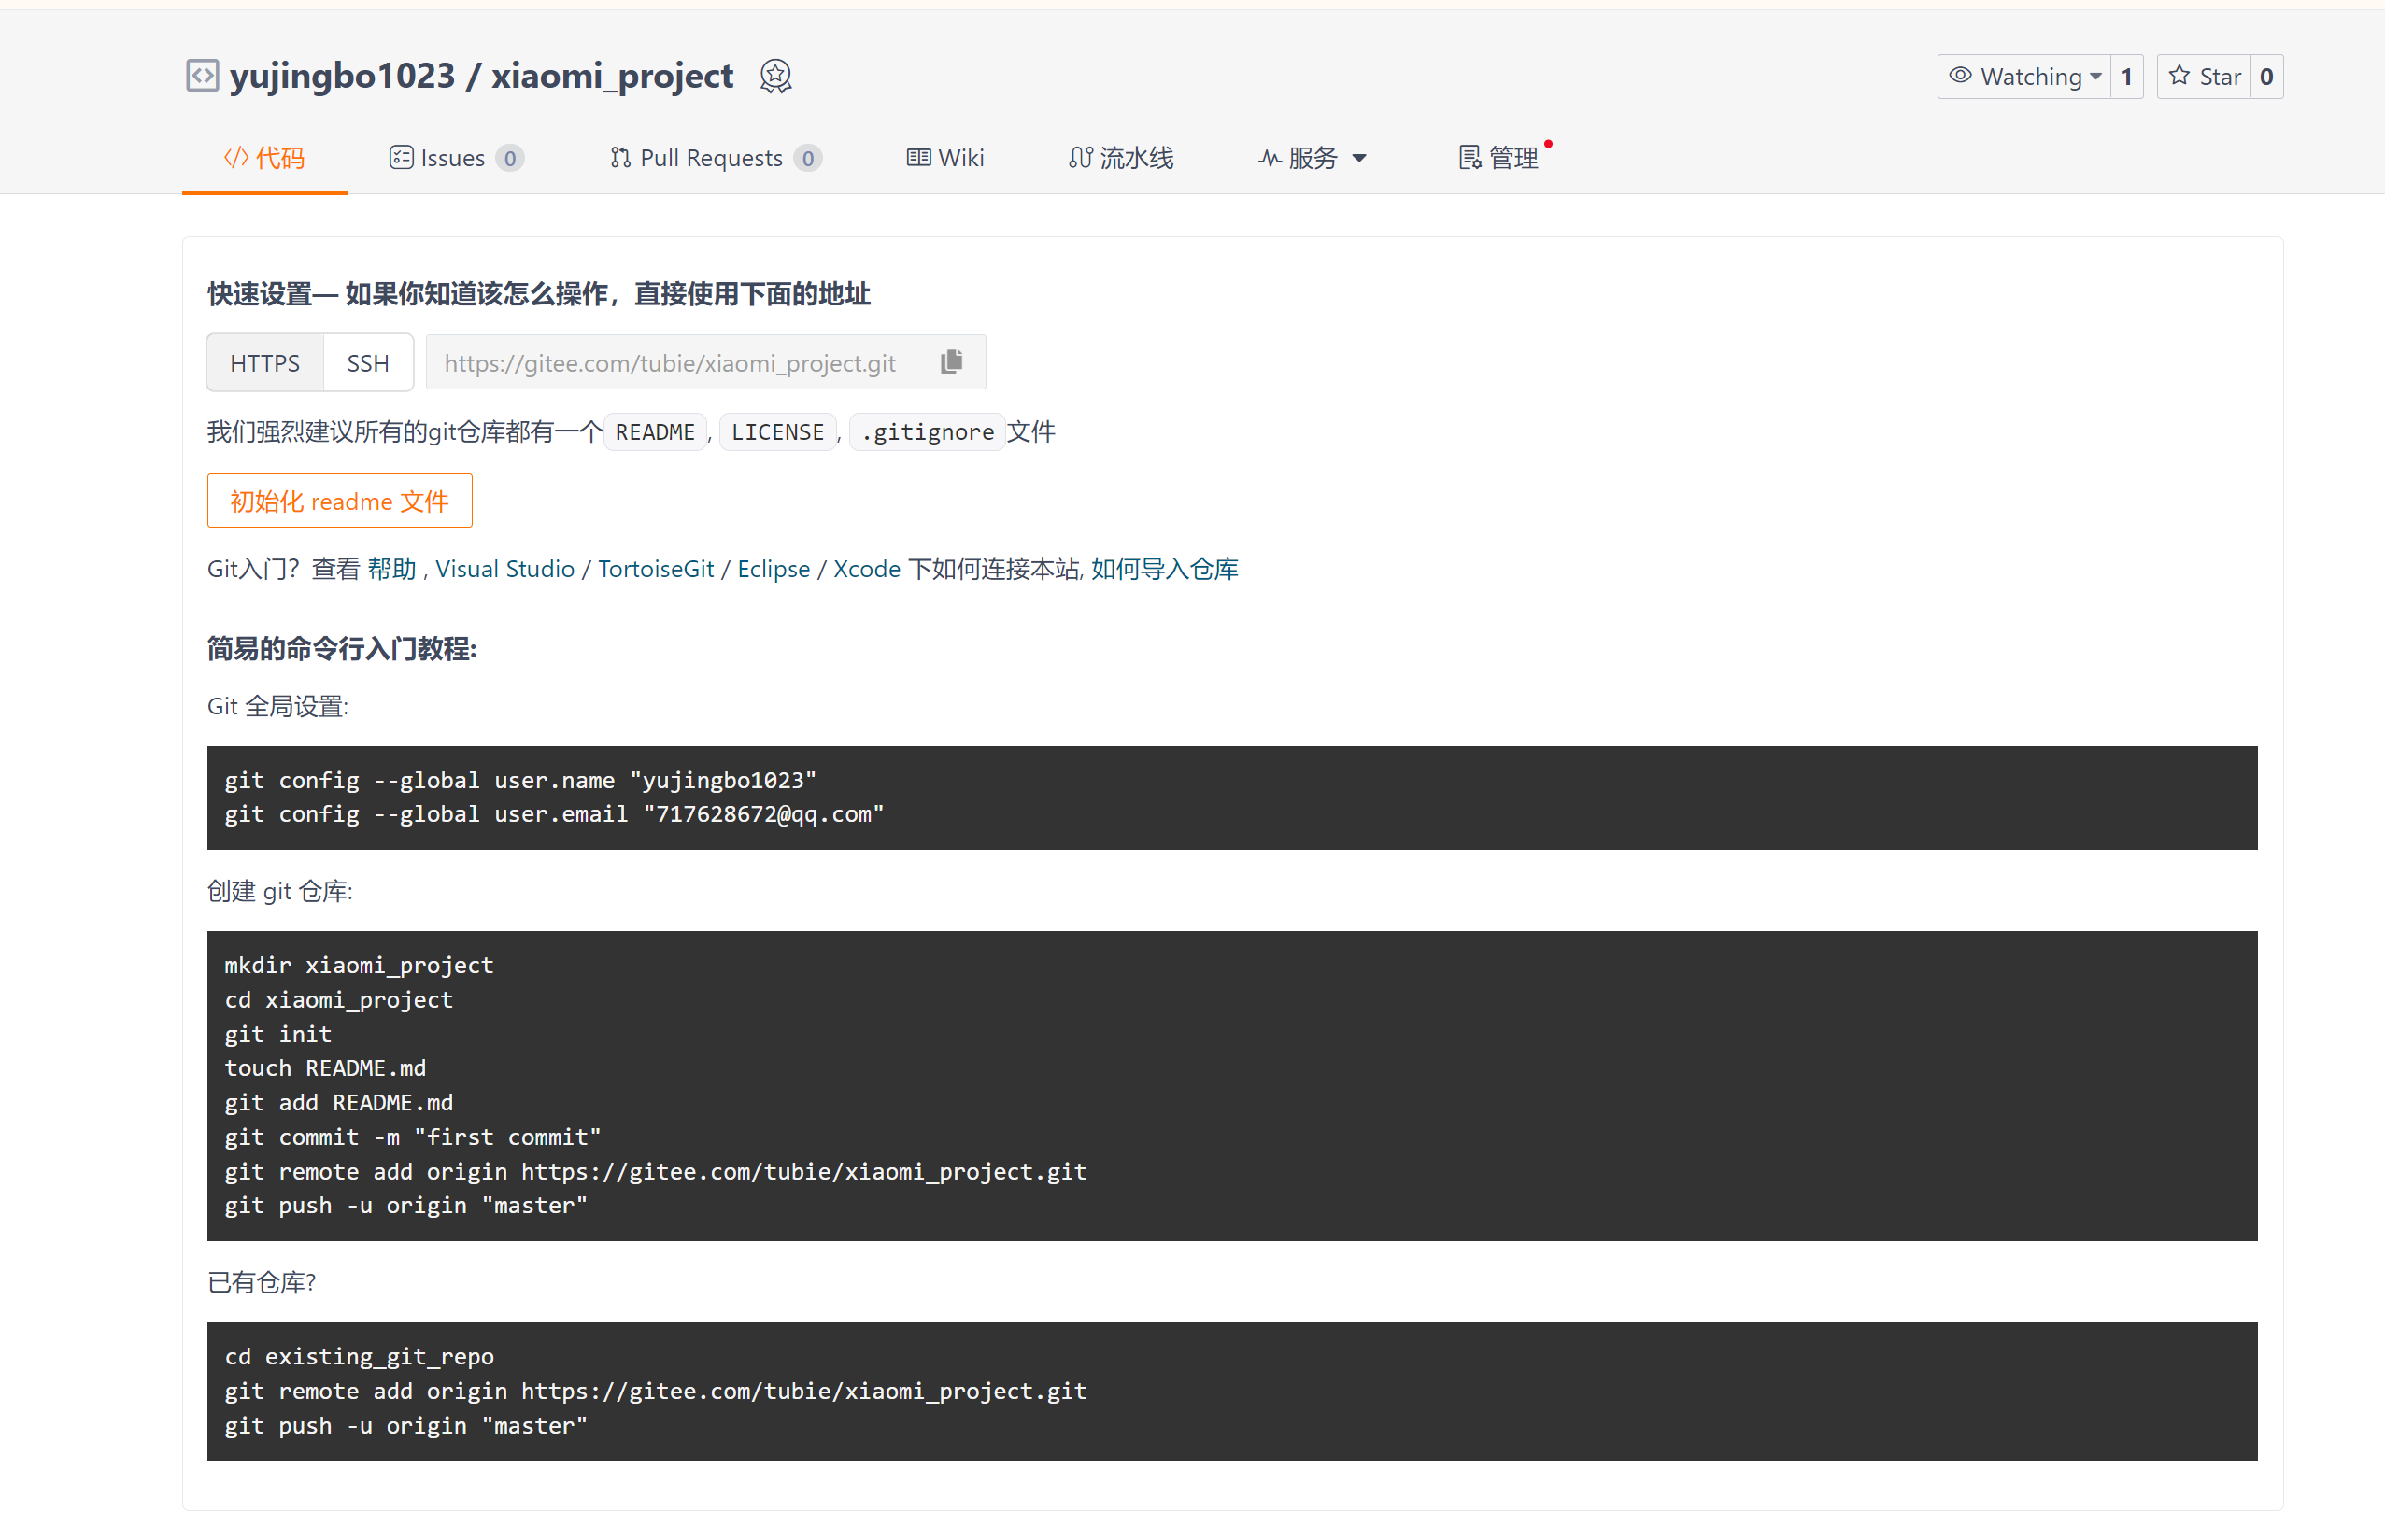 yujingbo1023 / xiaomi_project
Watching 1 Star 0
代码 Issues 0 Pull Requests 0 Wiki 流水线 服务 管理
快速设置— 如果你知道该怎么操作，直接使用下面的地址
HTTPS SSH https://gitee.com/tubie/xiaomi_project.git
我们强烈建议所有的git仓库都有一个 README, LICENSE, .gitignore 文件
初始化 readme 文件
Git入门？查看 帮助 , Visual Studio / TortoiseGit / Eclipse / Xcode 下如何连接本站, 如何导入仓库
简易的命令行入门教程:
Git 全局设置:
git config --global user.name "yujingbo1023"
git config --global user.email "717628672@qq.com"
创建 git 仓库:
mkdir xiaomi_project
cd xiaomi_project
git init
touch README.md
git add README.md
git commit -m "first commit"
git remote add origin https://gitee.com/tubie/xiaomi_project.git
git push -u origin "master"
已有仓库?
cd existing_git_repo
git remote add origin https://gitee.com/tubie/xiaomi_project.git
git push -u origin "master"